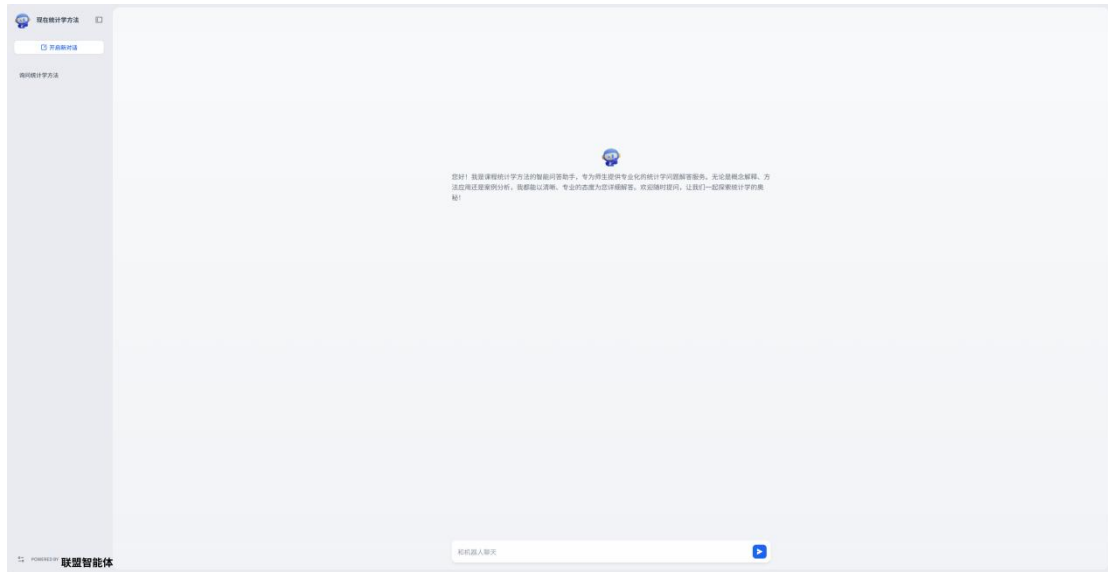 现在统计学方法
开启新对话
询问统计学方法
您好！我是课程统计学方法的智能问答助手，专为师生提供专业化的统计学问题解答服务。无论是概念解释、方
法应用还是案例分析，我都能以清晰、专业的态度为您详细解答。欢迎随时提问，让我们一起探索统计学的奥
秘！
和机器人聊天
POWERED BY 联盟智能体